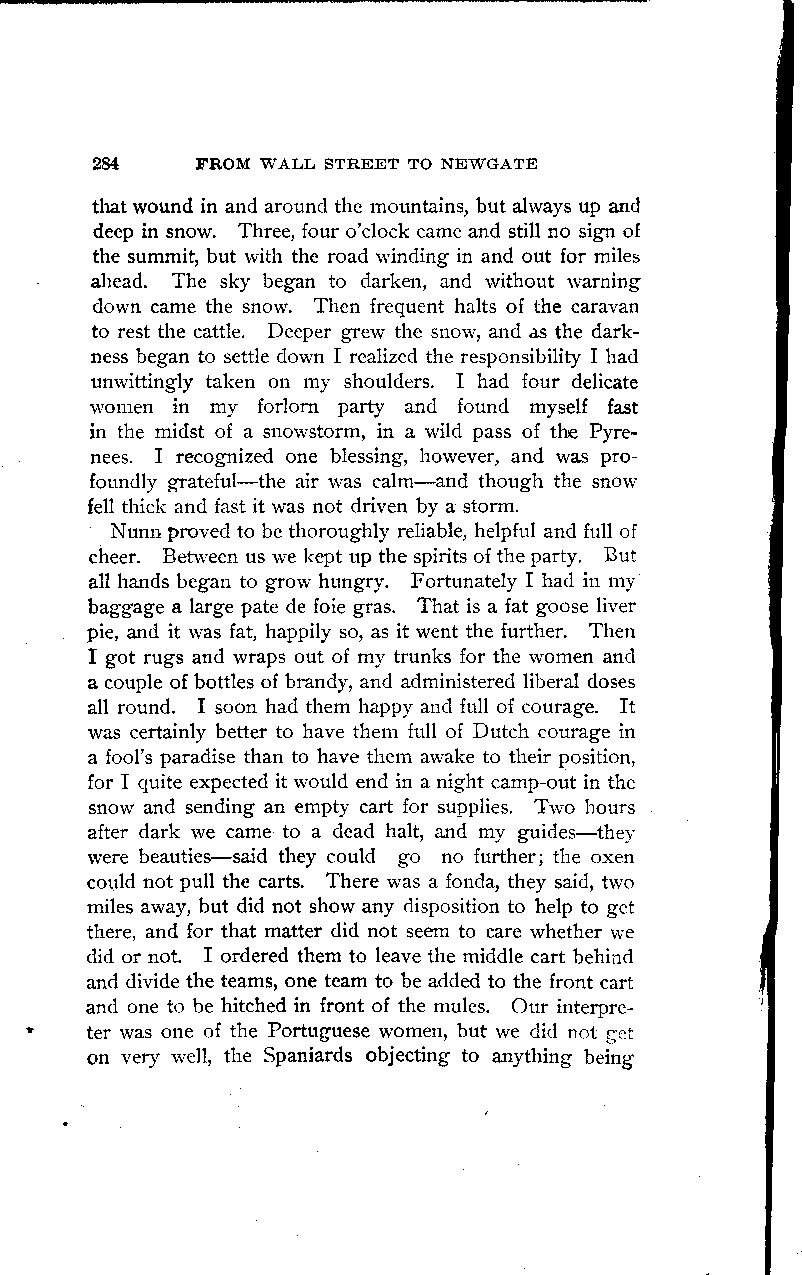 284 FROM WALL STREET TO NEWGATE
that wound in and around the mountains, but always up and
deep in snow. Three, four o'clock came and still no sign of
the summit, but with the road winding in and out for miles
ahead. The sky began to darken, and without warning
down came the snow. Then frequent halts of the caravan
to rest the cattle. Deeper grew the snow, and as the dark-
ness began to settle down I realized the responsibility I had
unwittingly taken on my shoulders. I had four delicate
women in my forlorn party and found myself fast
in the midst of a snowstorm, in a wild pass of the Pyre-
nees. I recognized one blessing, however, and was pro-
foundly grateful—the air was calm—and though the snow
fell thick and fast it was not driven by a storm.
Nunn proved to be thoroughly reliable, helpful and full of
cheer. Between us we kept up the spirits of the party. But
all hands began to grow hungry. Fortunately I had in my
baggage a large pate de foie gras. That is a fat goose liver
pie, and it was fat, happily so, as it went the further. Then
I got rugs and wraps out of my trunks for the women and
a couple of bottles of brandy, and administered liberal doses
all round. I soon had them happy and full of courage. It
was certainly better to have them full of Dutch courage in
a fool's paradise than to have them awake to their position,
for I quite expected it would end in a night camp-out in the
snow and sending an empty cart for supplies. Two hours
after dark we came to a dead halt, and my guides—they
were beauties—said they could go no further; the oxen
could not pull the carts. There was a fonda, they said, two
miles away, but did not show any disposition to help to get
there, and for that matter did not seem to care whether we
did or not. I ordered them to leave the middle cart behind
and divide the teams, one team to be added to the front cart
and one to be hitched in front of the mules. Our interpre-
ter was one of the Portuguese women, but we did not get
on very well, the Spaniards objecting to anything being